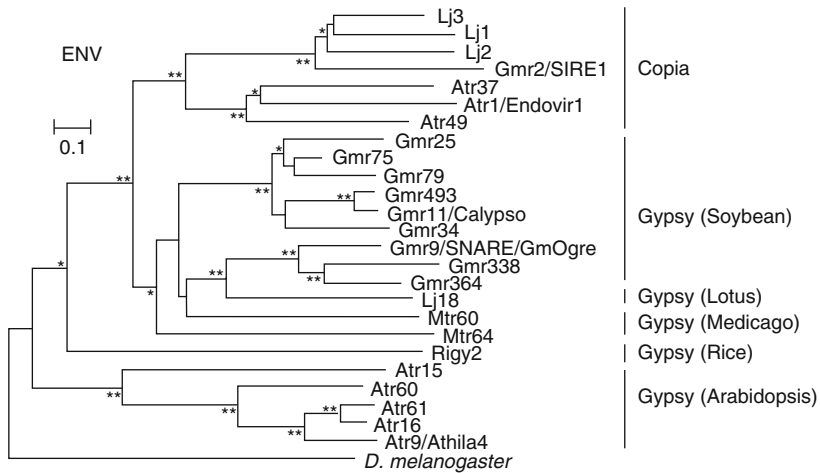 Lj3
Lj1
ENV
Lj2
**
*
**
Gmr2/SIRE1
Copia
Atr37
*
Atr1/Endovir1
**
Atr49
0.1
Gmr25
*
Gmr75
**
Gmr79
**
**
Gmr493
Gmr11/Calypso
Gypsy (Soybean)
Gmr34
Gmr9/SNARE/GmOgre
**
*
Gmr338
**
**
Gmr364
*
Lj18
Gypsy (Lotus)
Mtr60
Gypsy (Medicago)
Mtr64
Rigy2
Gypsy (Rice)
Atr15
**
Atr60
Gypsy (Arabidopsis)
**
**
Atr61
Atr16
**
Atr9/Athila4
D. melanogaster